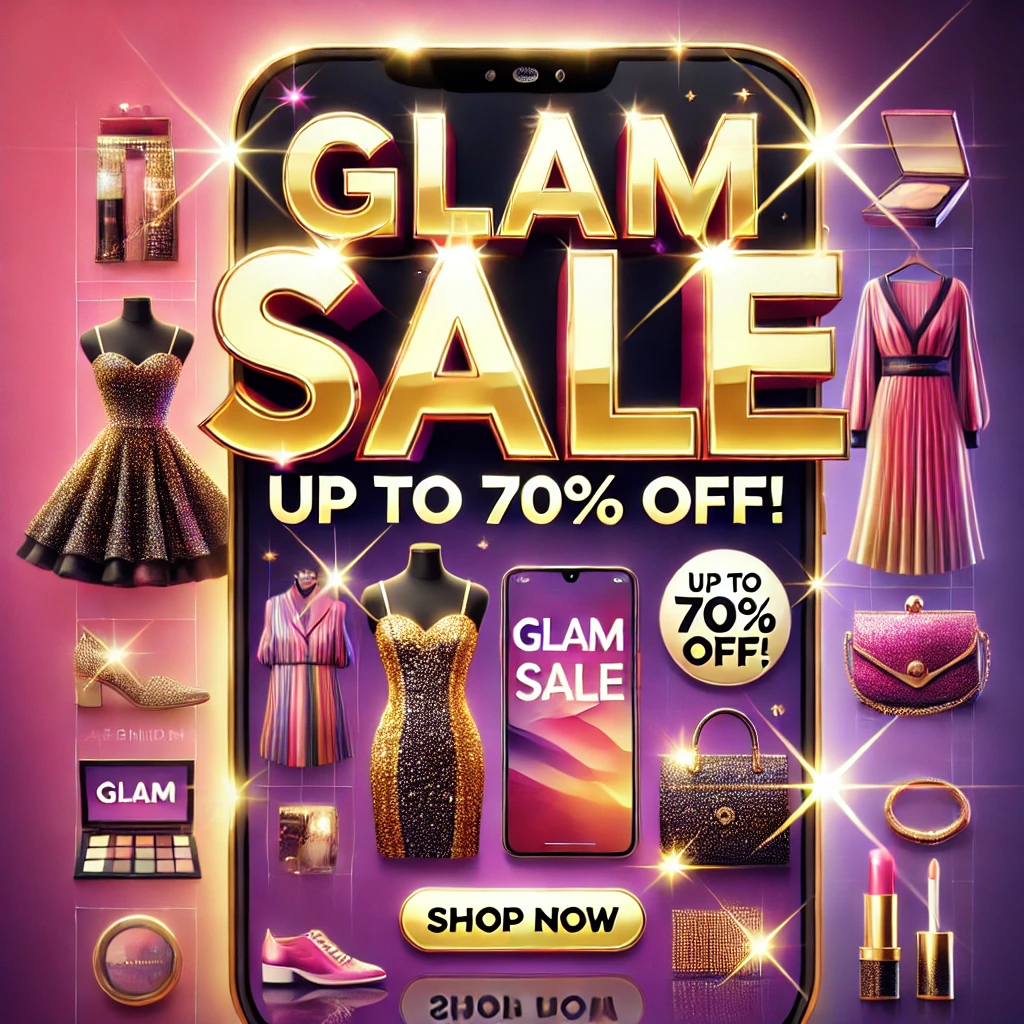 GLAM
SALE
UP TO 70% OFF!
GLAM
SALE
UP TO
70%
OFF!
GLAM
SHOP NOW